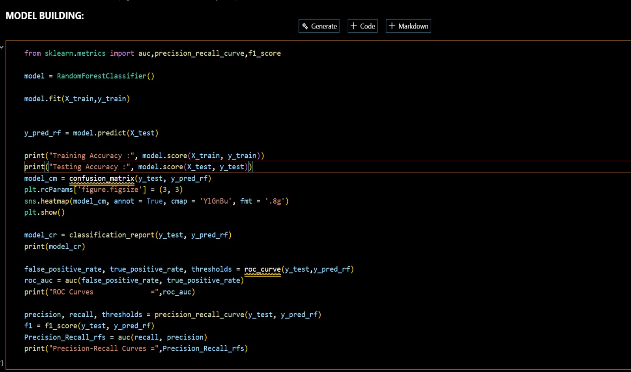 MODEL BUILDING:
Generate + Code + Markdown
from sklearn.metrics import auc,precision_recall_curve,f1_score
model = RandomForestClassifier()
model.fit(X_train,y_train)
y_pred_rf = model.predict(X_test)
print("Training Accuracy :", model.score(X_train, y_train))
print("Testing Accuracy :", model.score(X_test, y_test))
model_cm = confusion_matrix(y_test, y_pred_rf)
plt.rcParams['figure.figsize'] = (3, 3)
sns.heatmap(model_cm, annot = True, cmap = 'YlGnBu', fmt = '.8g')
plt.show()
model_cr = classification_report(y_test, y_pred_rf)
print(model_cr)
false_positive_rate, true_positive_rate, thresholds = roc_curve(y_test,y_pred_rf)
roc_auc = auc(false_positive_rate, true_positive_rate)
print("ROC Curves              =",roc_auc)
precision, recall, thresholds = precision_recall_curve(y_test, y_pred_rf)
f1 = f1_score(y_test, y_pred_rf)
Precision_Recall_rfs = auc(recall, precision)
print("Precision-Recall Curves =",Precision_Recall_rfs)